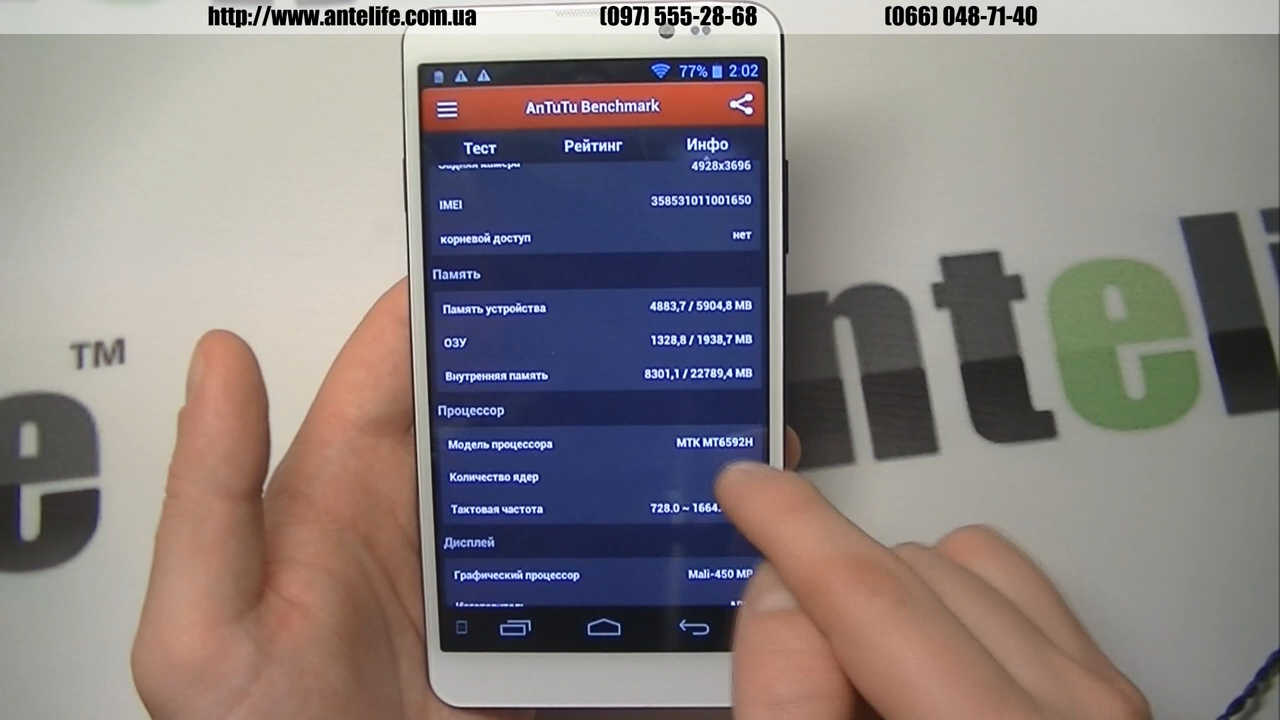 http://www.antelife.com.ua (097) 555-28-68 (066) 048-71-40
77% 2:02
AnTuTu Benchmark
Тест Рейтинг Инфо
Задняя камера 4928x3696
IMEI 358531011001650
корневой доступ нет
Память
Память устройства 4883,7 / 5904,8 MB
ОЗУ 1328,8 / 1938,7 MB
Внутренняя память 8301,1 / 22789,4 MB
Процессор
Модель процессора MTK MT6592H
Количество ядер
Тактовая частота 728.0 ~ 1664.
Дисплей
Графический процессор Mali-450 MP
TM
e
anteli